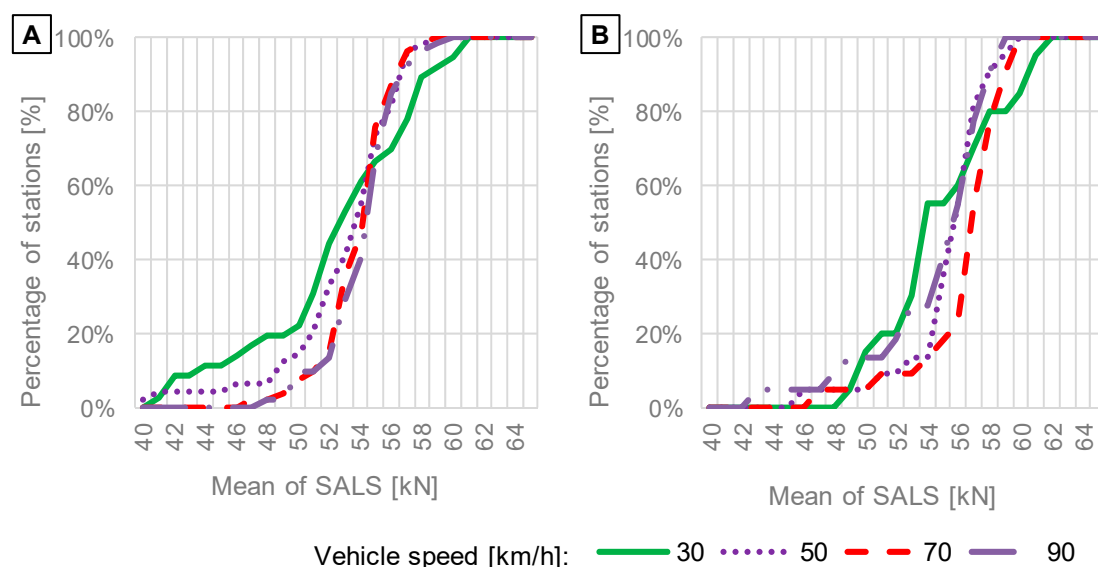 A
100%
80%
60%
40%
20%
0%
Percentage of stations [%]
40 42 44 46 48 50 52 54 56 58 60 62 64
Mean of SALS [kN]
B
100%
80%
60%
40%
20%
0%
Percentage of stations [%]
40 42 44 46 48 50 52 54 56 58 60 62 64
Mean of SALS [kN]
Vehicle speed [km/h]: 30 50 70 90